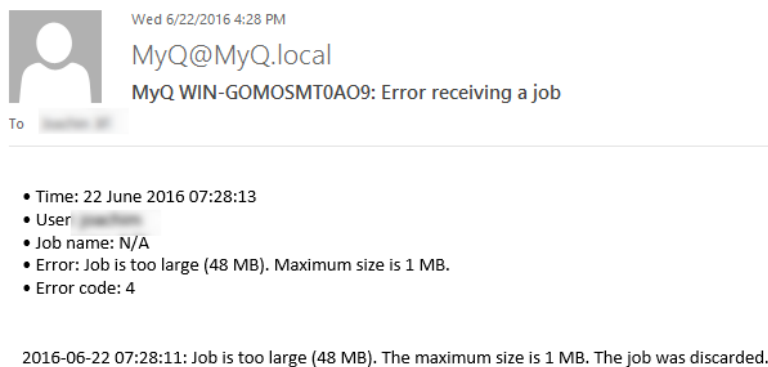 Wed 6/22/2016 4:28 PM
MyQ@MyQ.local
MyQ WIN-GOMOSMT0AO9: Error receiving a job
To
• Time: 22 June 2016 07:28:13
• User
• Job name: N/A
• Error: Job is too large (48 MB). Maximum size is 1 MB.
• Error code: 4
2016-06-22 07:28:11: Job is too large (48 MB). The maximum size is 1 MB. The job was discarded.